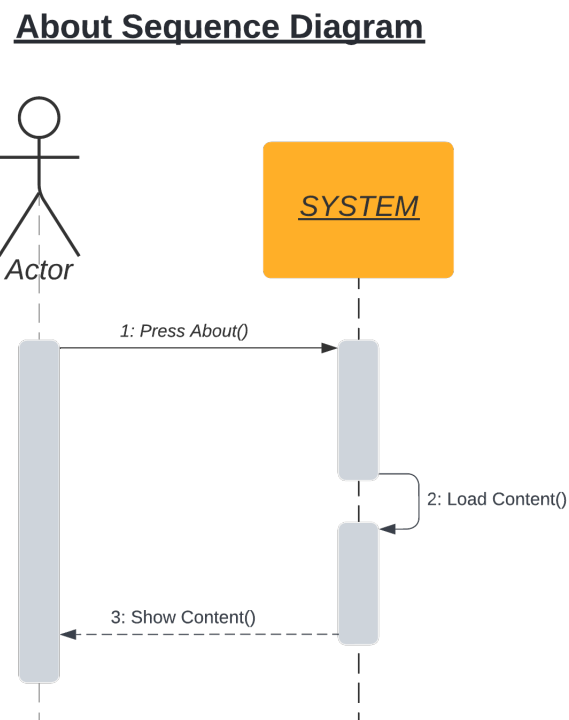 About Sequence Diagram
SYSTEM
Actor
1: Press About()
2: Load Content()
3: Show Content()